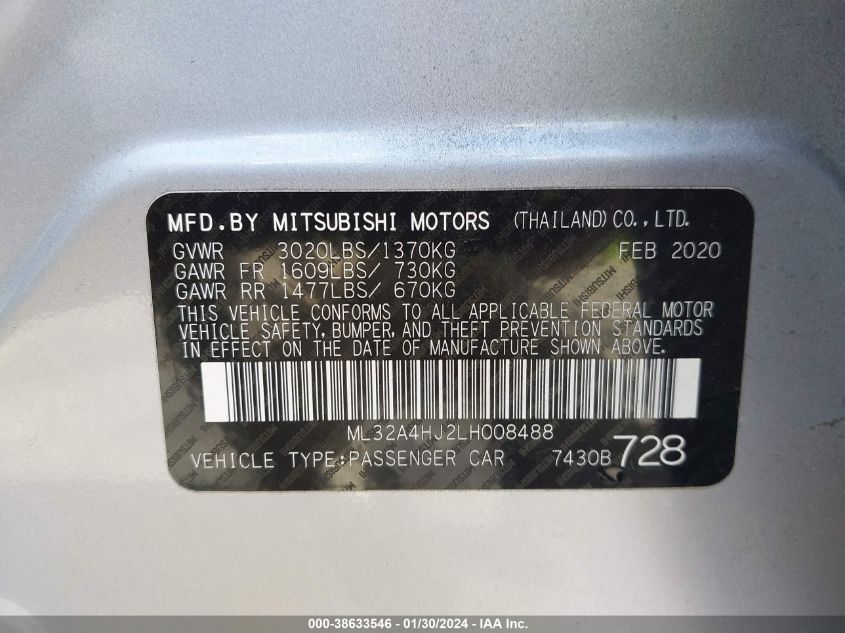 MFD.BY MITSUBISHI MOTORS (THAILAND) CO., LTD.
GVWR 3020LBS/1370KG FEB 2020
GAWR FR 1609LBS/ 730KG
GAWR RR 1477LBS/ 670KG
THIS VEHICLE CONFORMS TO ALL APPLICABLE FEDERAL MOTOR
VEHICLE SAFETY, BUMPER, AND THEFT PREVENTION STANDARDS
IN EFFECT ON THE DATE OF MANUFACTURE SHOWN ABOVE.
ML32A4HJ2LH008488
VEHICLE TYPE:PASSENGER CAR 7430B 728
000-38633546 - 01/30/2024 - IAA Inc.